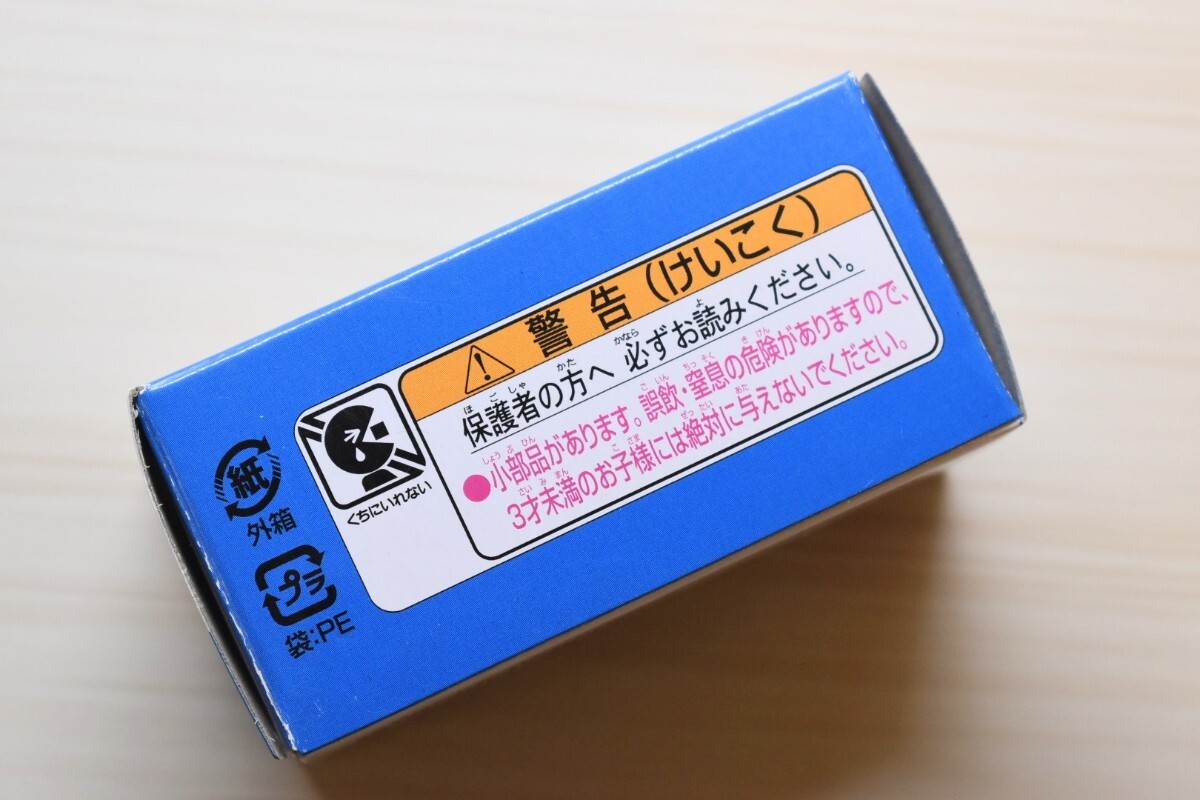 警告(けいこく)
保護者の方へ 必ずお読みください。
●小部品があります。誤飲・窒息の危険がありますので、
3才未満のお子様には絶対に与えないでください。
くちにいれない
紙
外箱
プラ
袋:PE